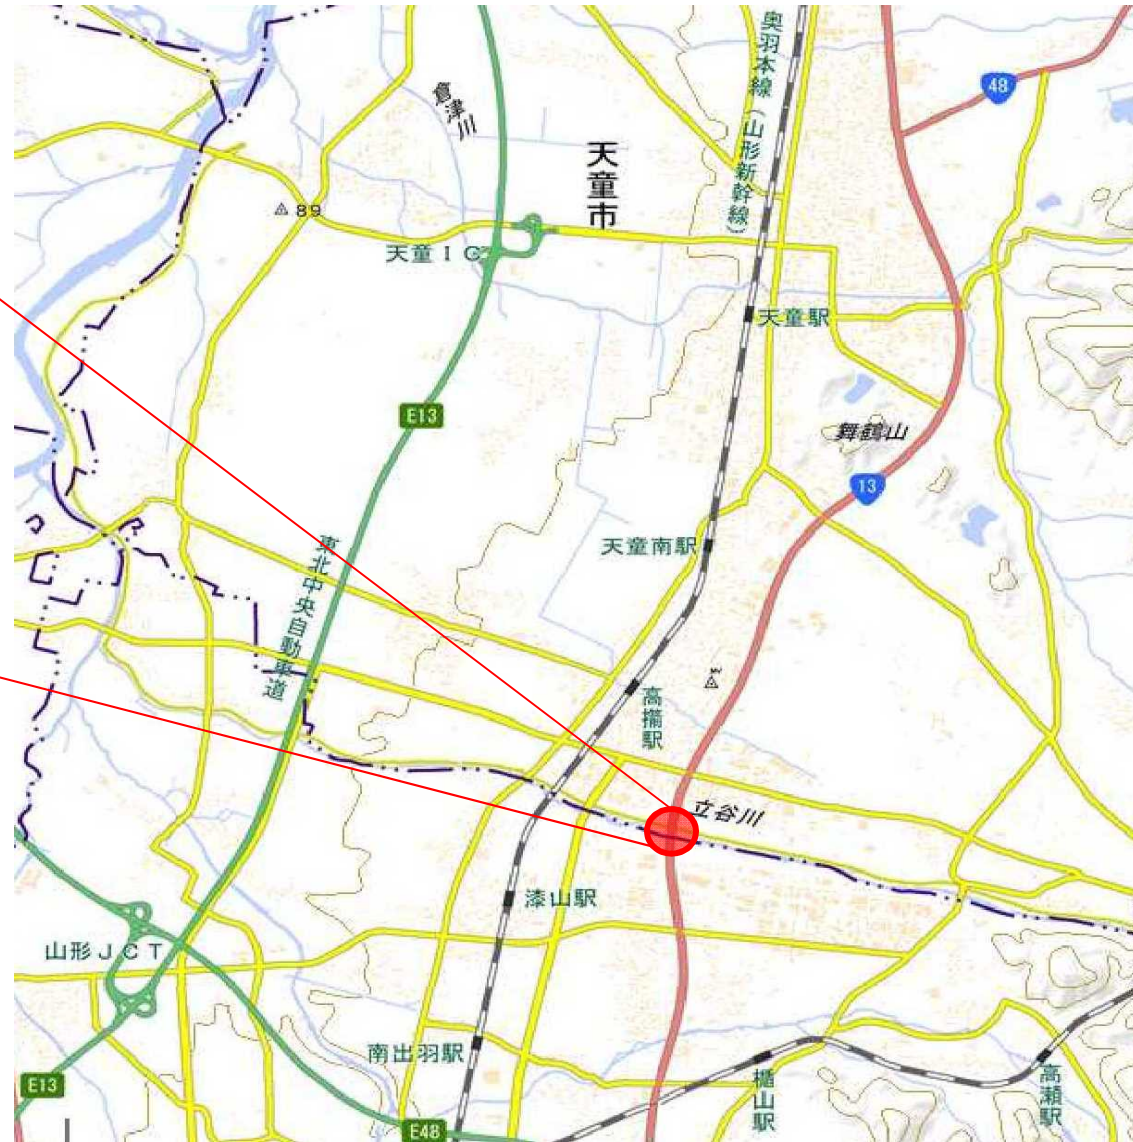 奥羽本線（山形新幹線）
48
倉津川
天童市
89
天童IC
天童駅
E13
舞鶴山
13
天童南駅
東北中央自動車道
高擶駅
立谷川
漆山駅
山形JCT
南出羽駅
楯山駅
高瀬駅
E13
E48